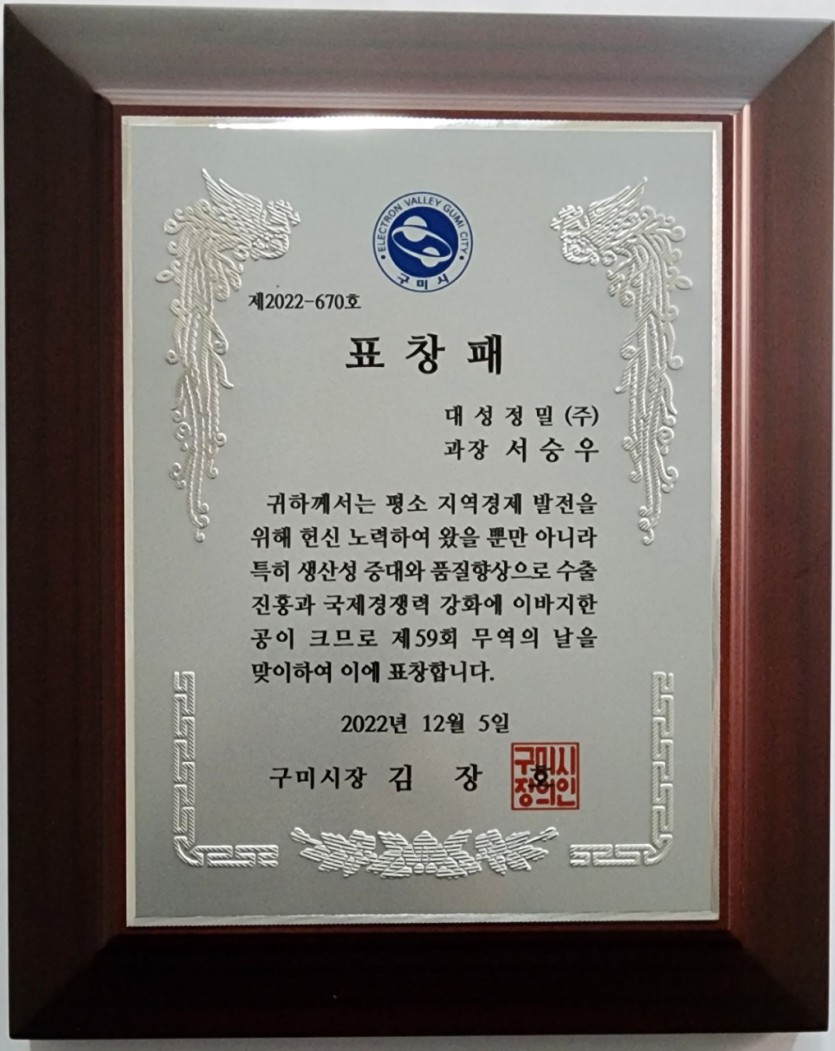 ELECTRON VALLEY GUMI CITY
구미시
제2022-670호
표창패
대성정밀 (주)
과장 서승우
귀하께서는 평소 지역경제 발전을
위해 헌신 노력하여 왔을 뿐만 아니라
특히 생산성 증대와 품질향상으로 수출
진흥과 국제경쟁력 강화에 이바지한
공이 크므로 제59회 무역의 날을
맞이하여 이에 표창합니다.
2022년 12월 5일
구미시장 김장호
구미시
장의인